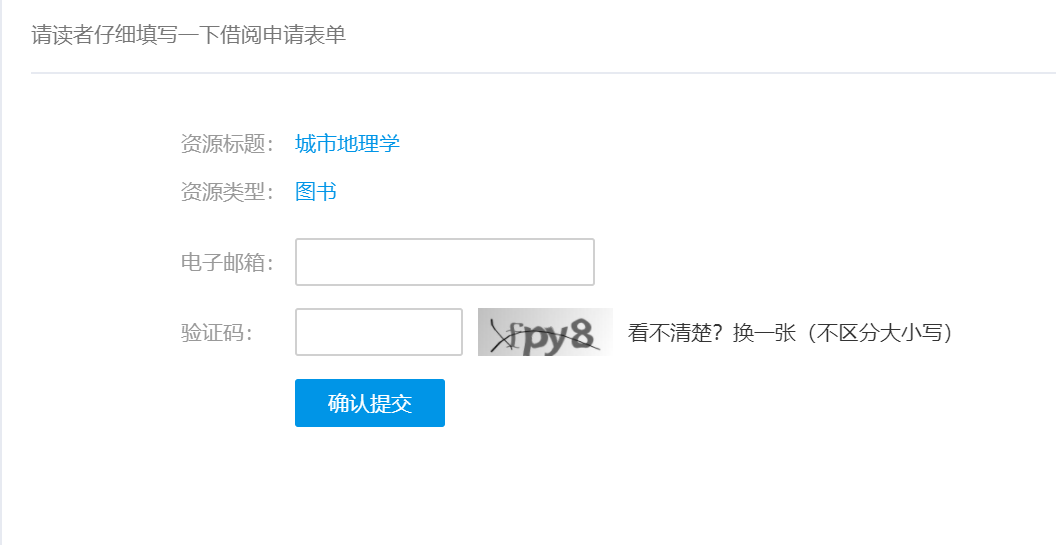 请读者仔细填写一下借阅申请表单
资源标题： 城市地理学
资源类型： 图书
电子邮箱：
验证码： 看不清楚？换一张（不区分大小写）
确认提交